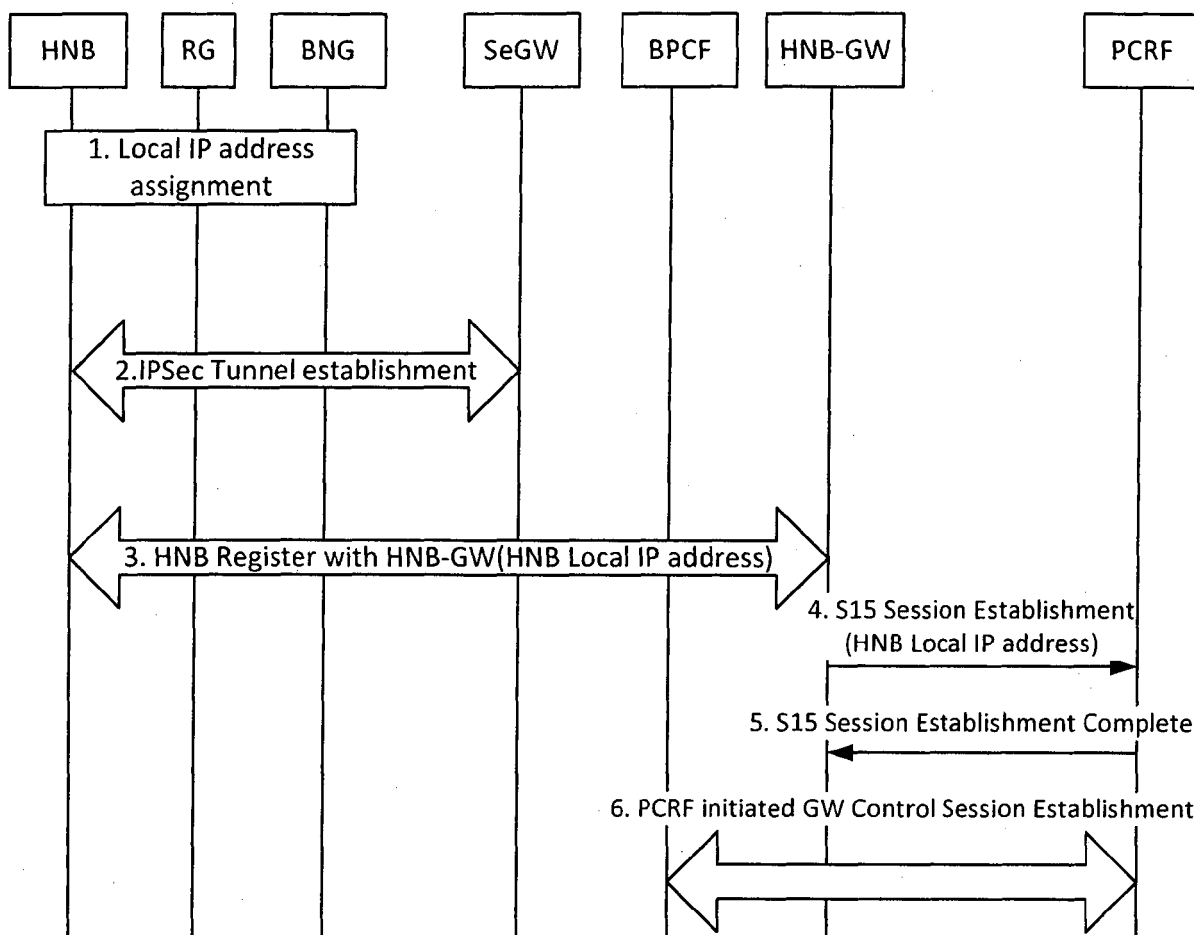 HNB
RG
BNG
SeGW
BPCF
HNB-GW
PCRF
1. Local IP address
assignment
2.IPSec Tunnel establishment
3. HNB Register with HNB-GW(HNB Local IP address)
4. S15 Session Establishment
(HNB Local IP address)
5. S15 Session Establishment Complete
6. PCRF initiated GW Control Session Establishment